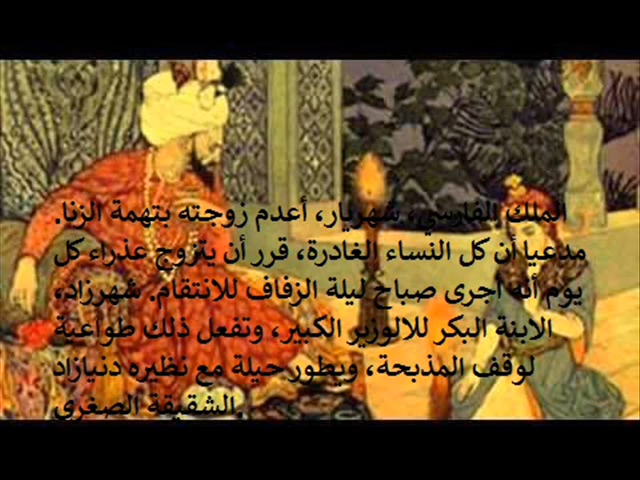 الملك الفارسي، شهريار، أعدم زوجته بتهمة الزنا.
مدعيا أن كل النساء الغادرة، قرر أن يتزوج عذراء كل
يوم أنه اجرى صباح ليلة الزفاف للانتقام. شهرزاد،
الابنة البكر للالوزير الكبير، وتفعل ذلك طواعية
لوقف المذبحة، ويطور حيلة مع نظيره دنيازاد
الشقيقة الصغرى.